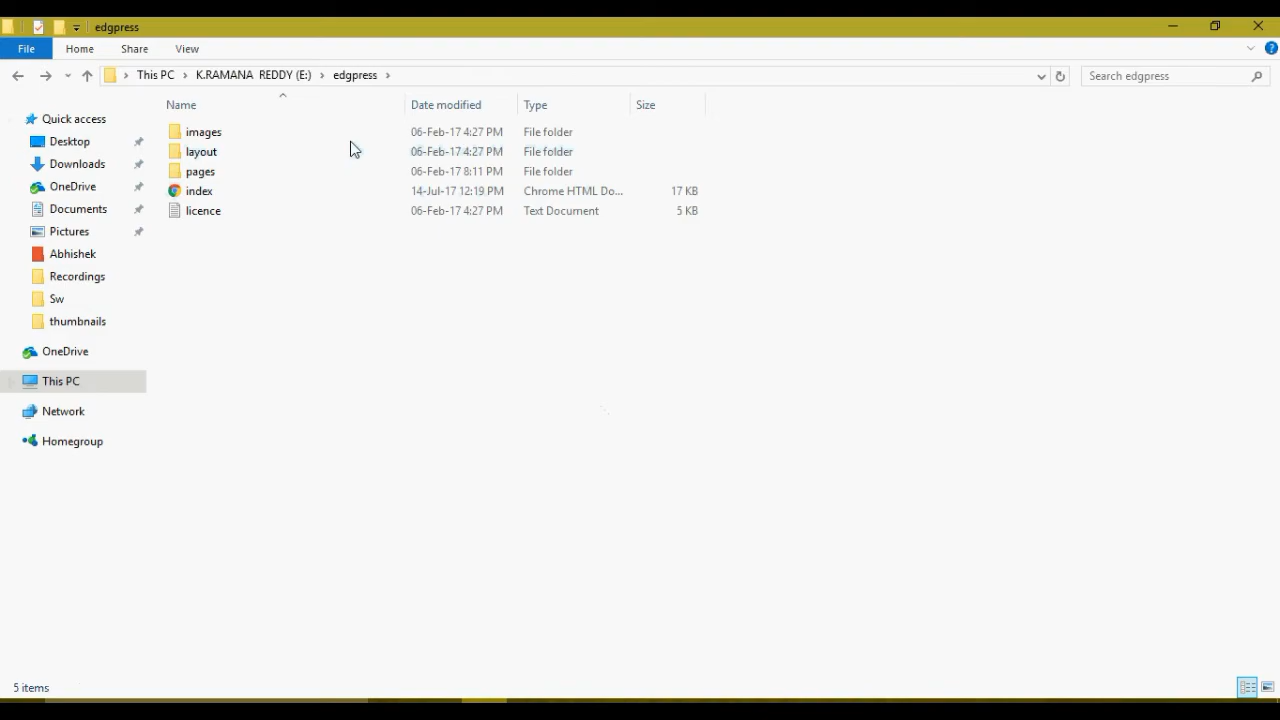 edgpress
File Home Share View
This PC K.RAMANA REDDY (E:) edgpress Search edgpress
Name Date modified Type Size
Quick access
Desktop
Downloads
OneDrive
Documents
Pictures
Abhishek
Recordings
Sw
thumbnails
OneDrive
This PC
Network
Homegroup
images 06-Feb-17 4:27 PM File folder
layout 06-Feb-17 4:27 PM File folder
pages 06-Feb-17 8:11 PM File folder
index 14-Jul-17 12:19 PM Chrome HTML Do... 17 KB
licence 06-Feb-17 4:27 PM Text Document 5 KB
5 items